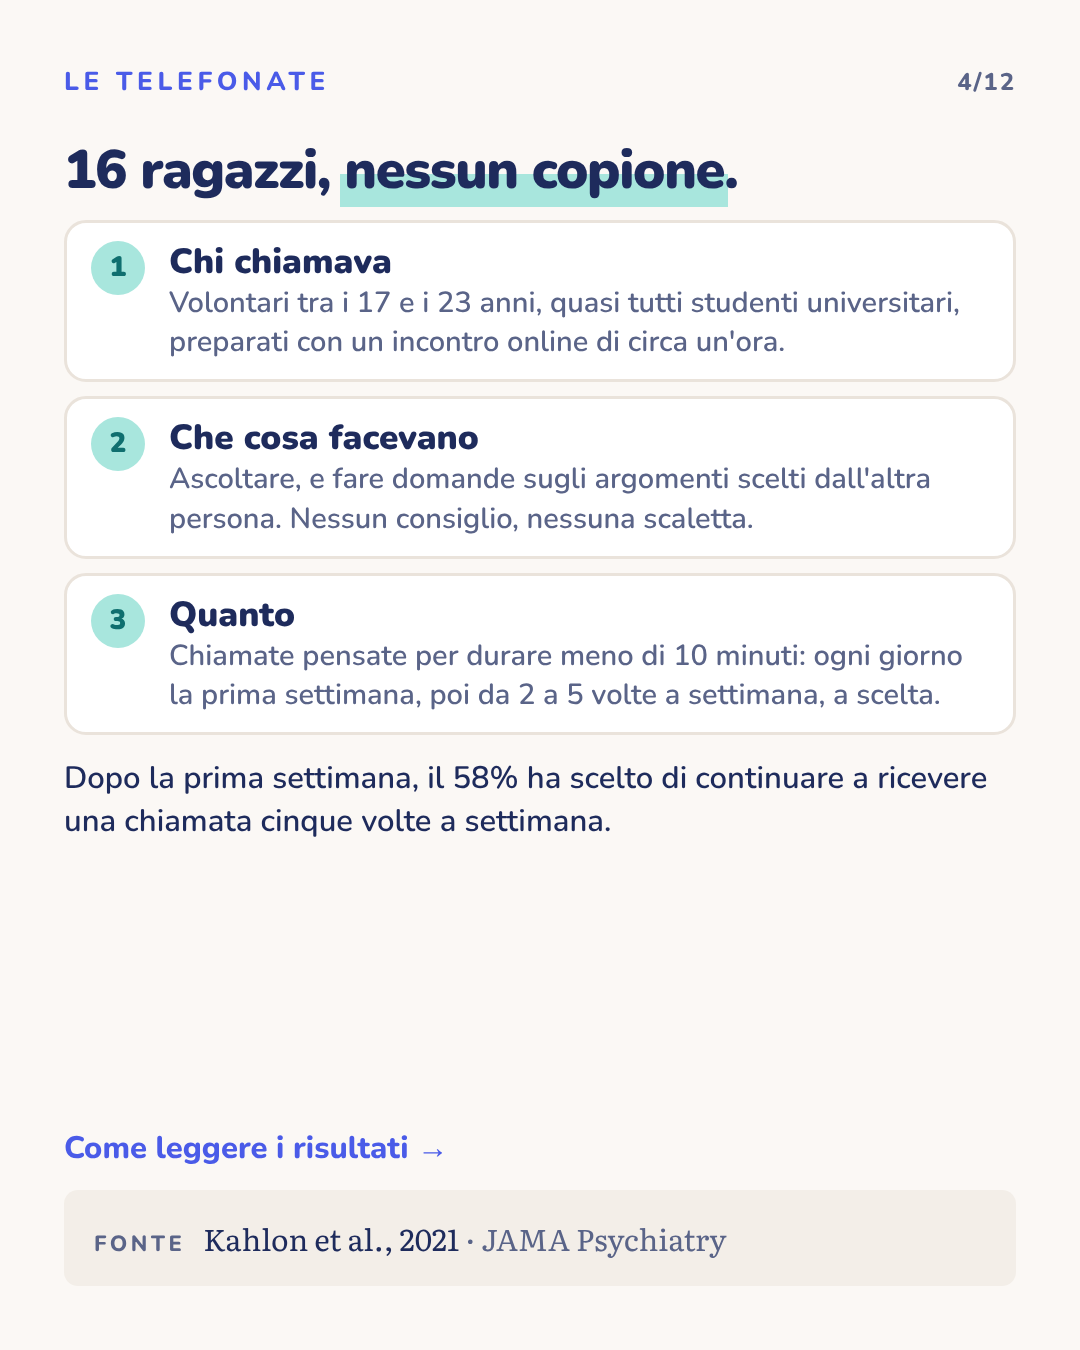 LE TELEFONATE
4/12
16 ragazzi, nessun copione.
1
Chi chiamava
Volontari tra i 17 e i 23 anni, quasi tutti studenti universitari,
preparati con un incontro online di circa un'ora.
2
Che cosa facevano
Ascoltare, e fare domande sugli argomenti scelti dall'altra
persona. Nessun consiglio, nessuna scaletta.
3
Quanto
Chiamate pensate per durare meno di 10 minuti: ogni giorno
la prima settimana, poi da 2 a 5 volte a settimana, a scelta.
Dopo la prima settimana, il 58% ha scelto di continuare a ricevere
una chiamata cinque volte a settimana.
Come leggere i risultati →
FONTE Kahlon et al., 2021 · JAMA Psychiatry